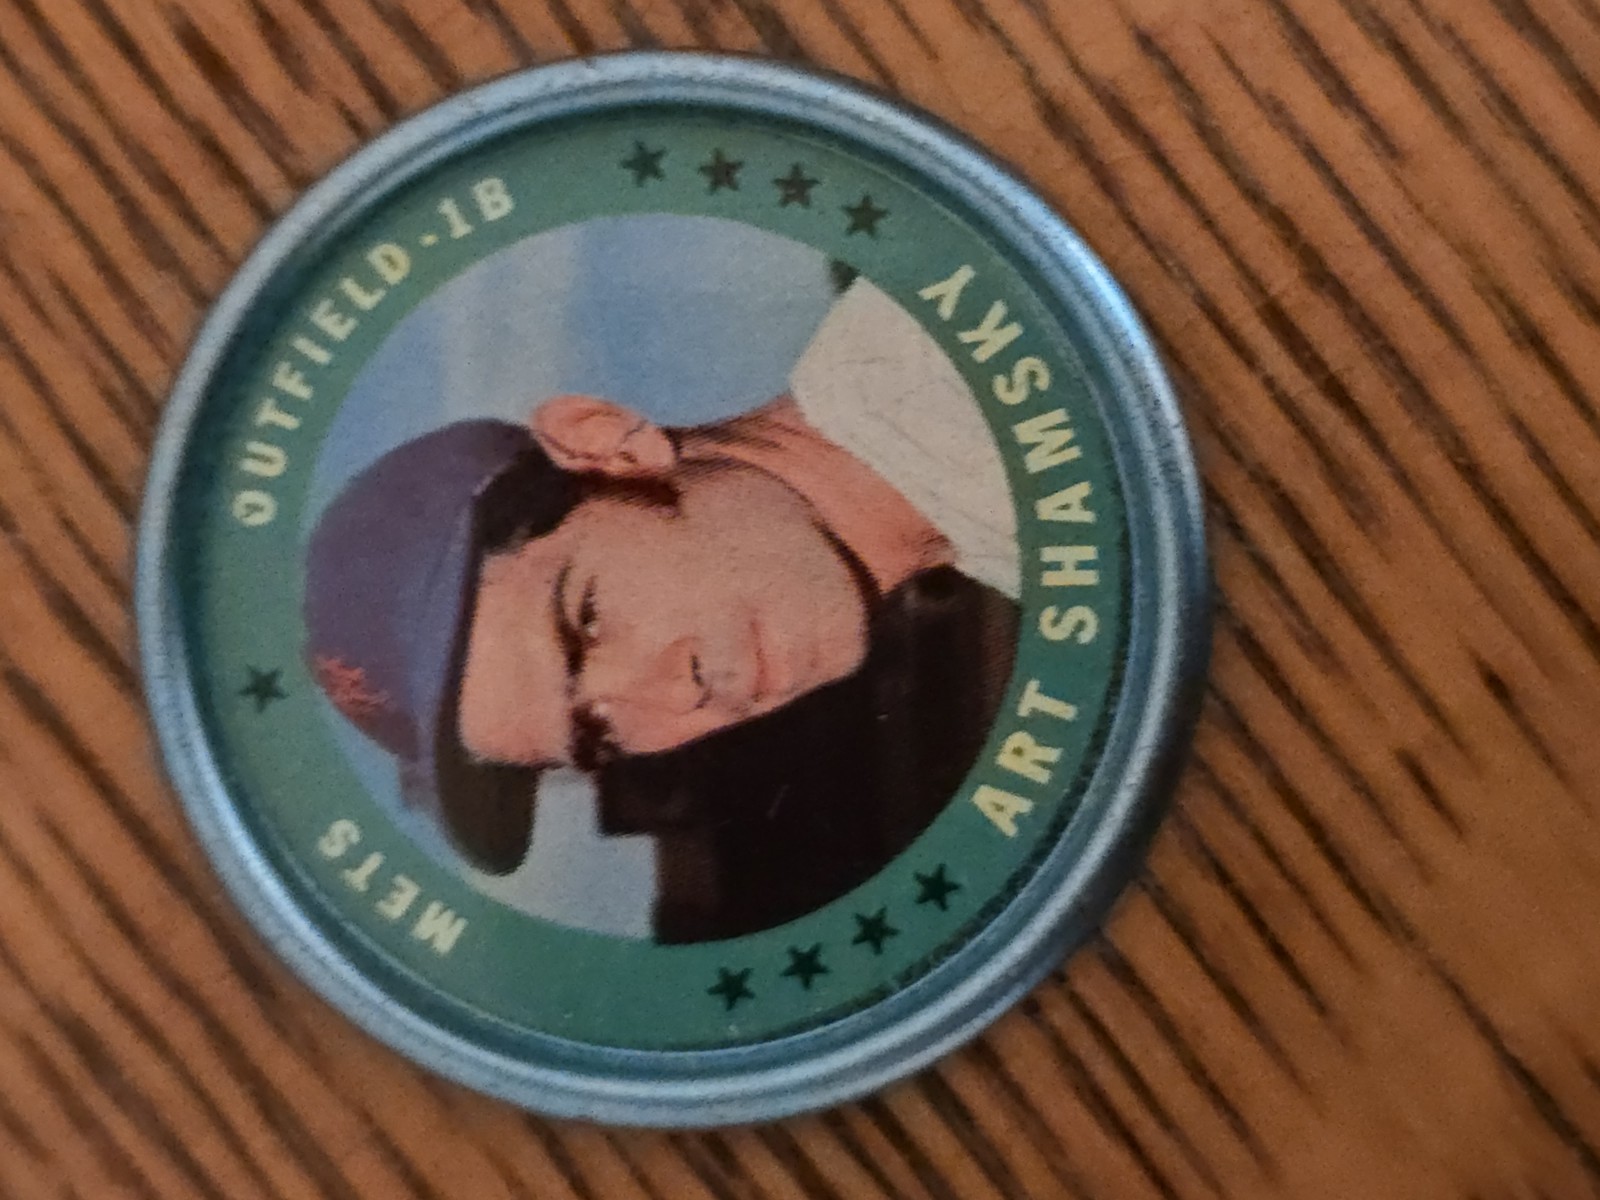 OUTFIELD-1B
METS
ART SHAMSKY